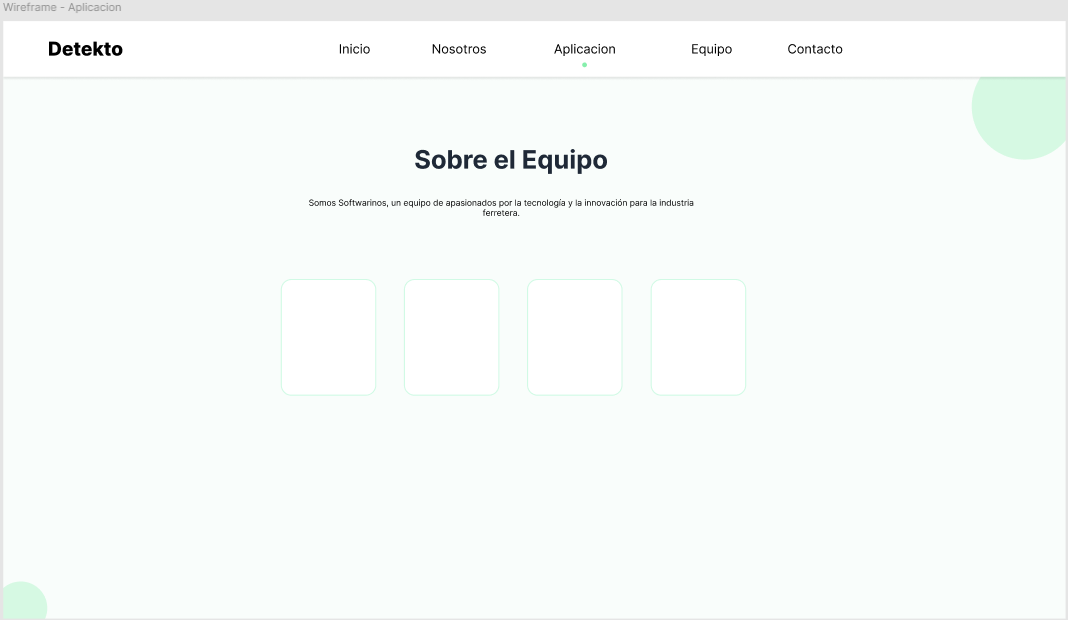 Wireframe - Aplicacion
Detekto Inicio Nosotros Aplicacion Equipo Contacto
Sobre el Equipo
Somos Softwarinos, un equipo de apasionados por la tecnología y la innovación para la industria
ferretera.